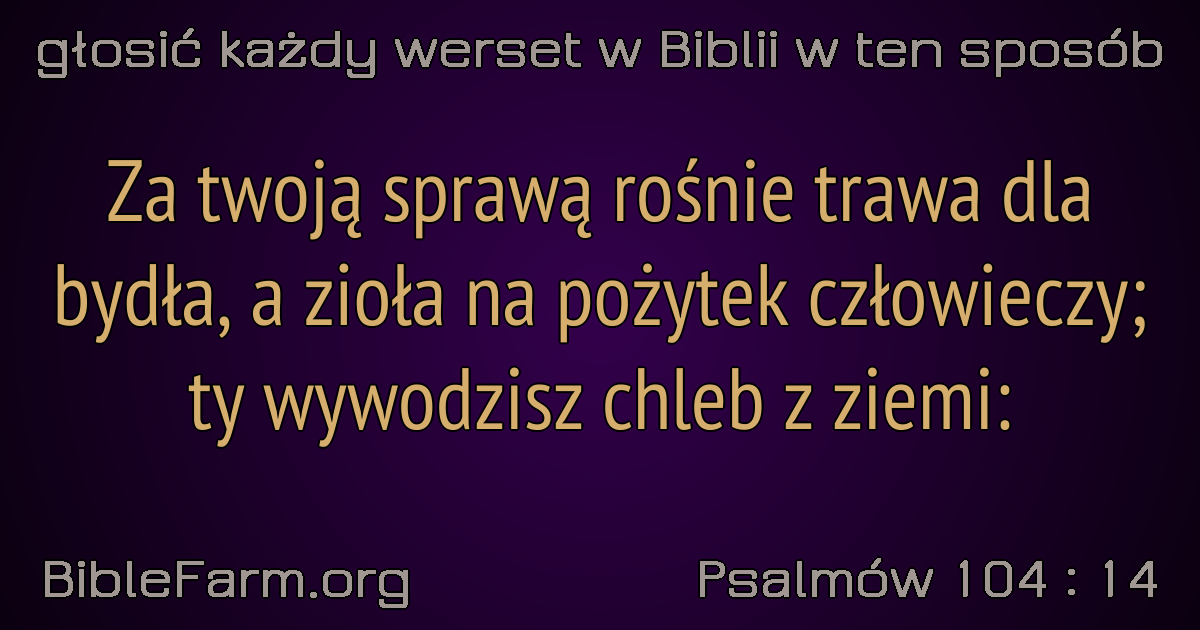 głosić każdy werset w Biblii w ten sposób
Za twoją sprawą rośnie trawa dla
bydła, a zioła na pożytek człowieczy;
ty wywodzisz chleb z ziemi:
BibleFarm.org
Psalmów 104 : 14